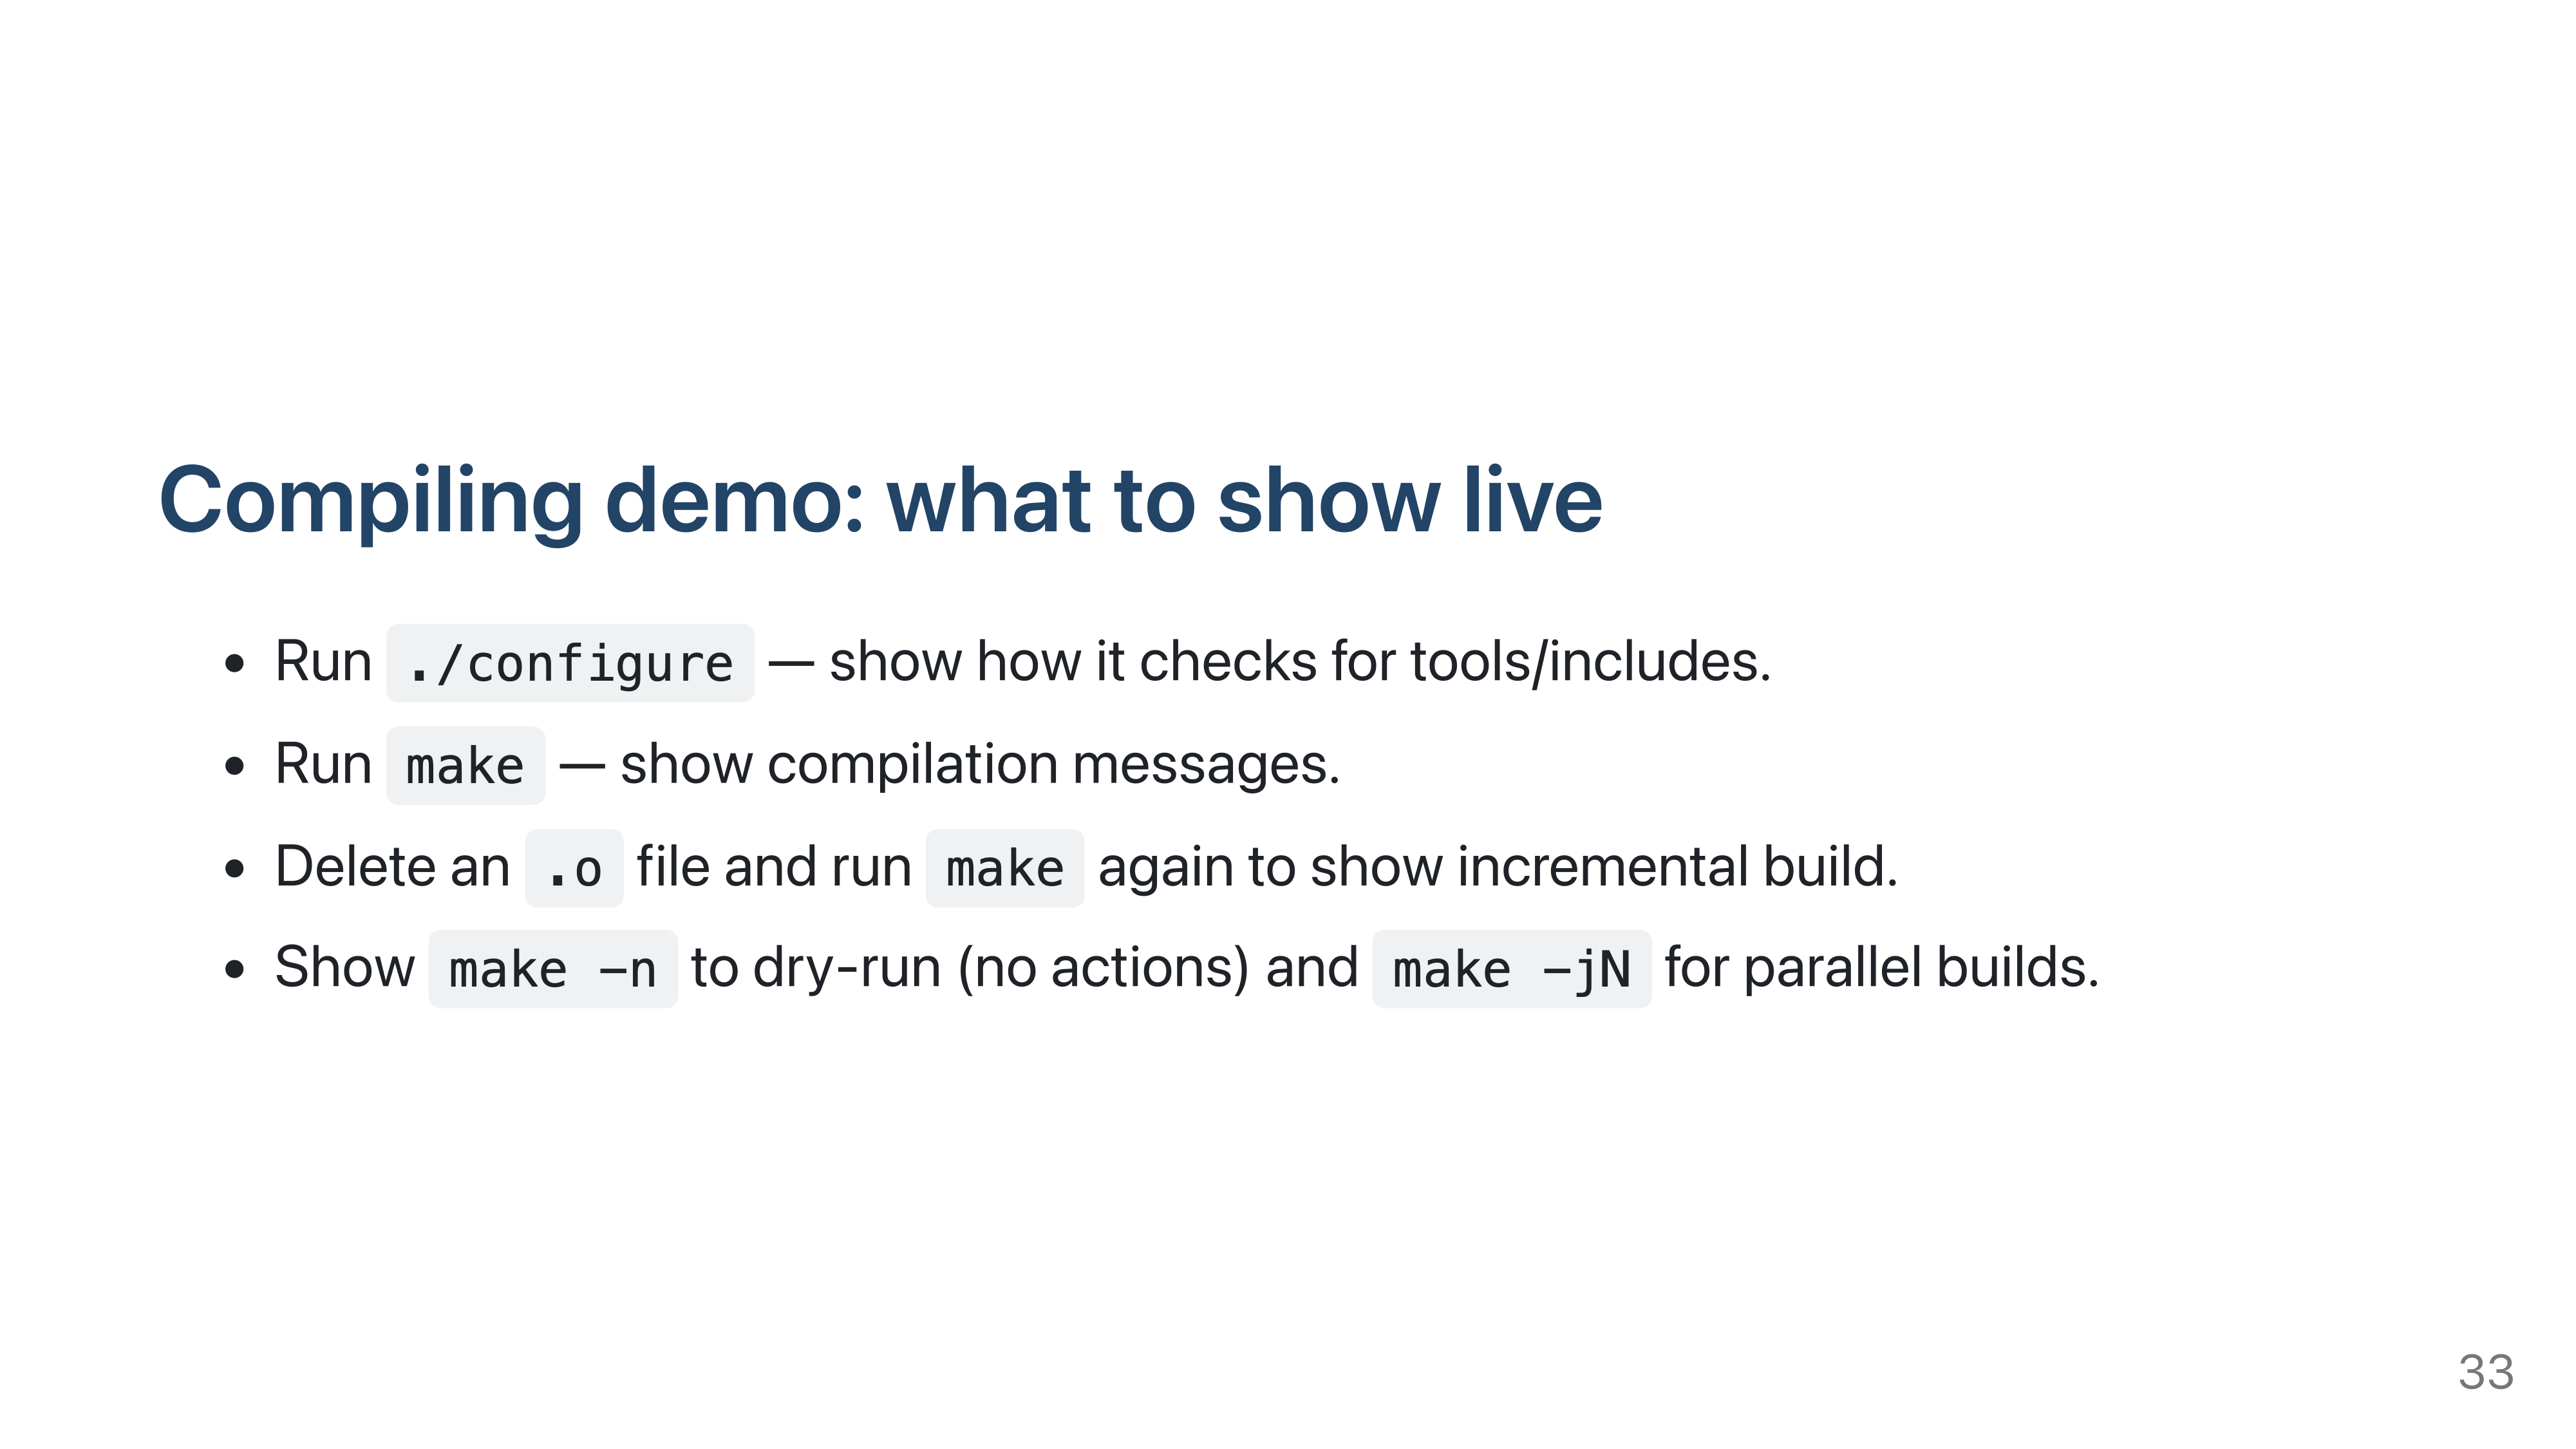 Compiling demo: what to show live
• Run ./configure — show how it checks for tools/includes.
• Run make — show compilation messages.
• Delete an .o file and run make again to show incremental build.
• Show make -n to dry-run (no actions) and make -jN for parallel builds.
33